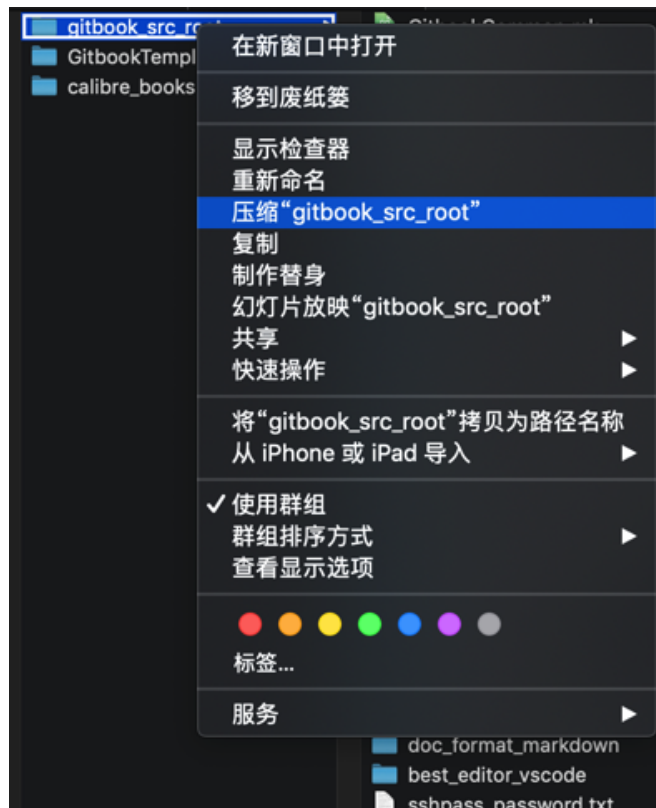 gitbook_src_
GitbookTempl
calibre_books
在新窗口中打开
移到废纸篓
显示检查器
重新命名
压缩“gitbook_src_root”
复制
制作替身
幻灯片放映“gitbook_src_root”
共享
快速操作
将“gitbook_src_root”拷贝为路径名称
从 iPhone 或 iPad 导入
使用群组
群组排序方式
查看显示选项
标签...
服务
doc_format_markdown
best_editor_vscode
sshpass_password.txt